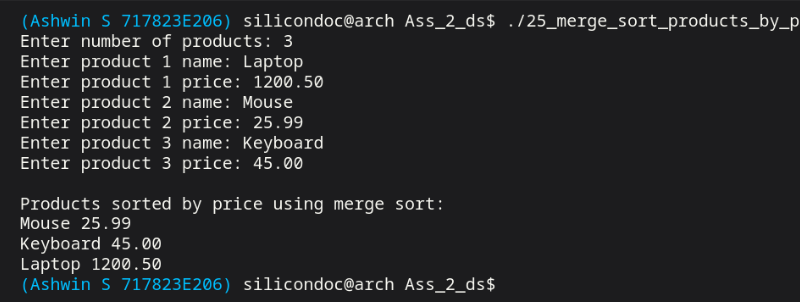 (Ashwin S 717823E206) silicondoc@arch Ass_2_ds$ ./25_merge_sort_products_by_p
Enter number of products: 3
Enter product 1 name: Laptop
Enter product 1 price: 1200.50
Enter product 2 name: Mouse
Enter product 2 price: 25.99
Enter product 3 name: Keyboard
Enter product 3 price: 45.00
Products sorted by price using merge sort:
Mouse 25.99
Keyboard 45.00
Laptop 1200.50
(Ashwin S 717823E206) silicondoc@arch Ass_2_ds$